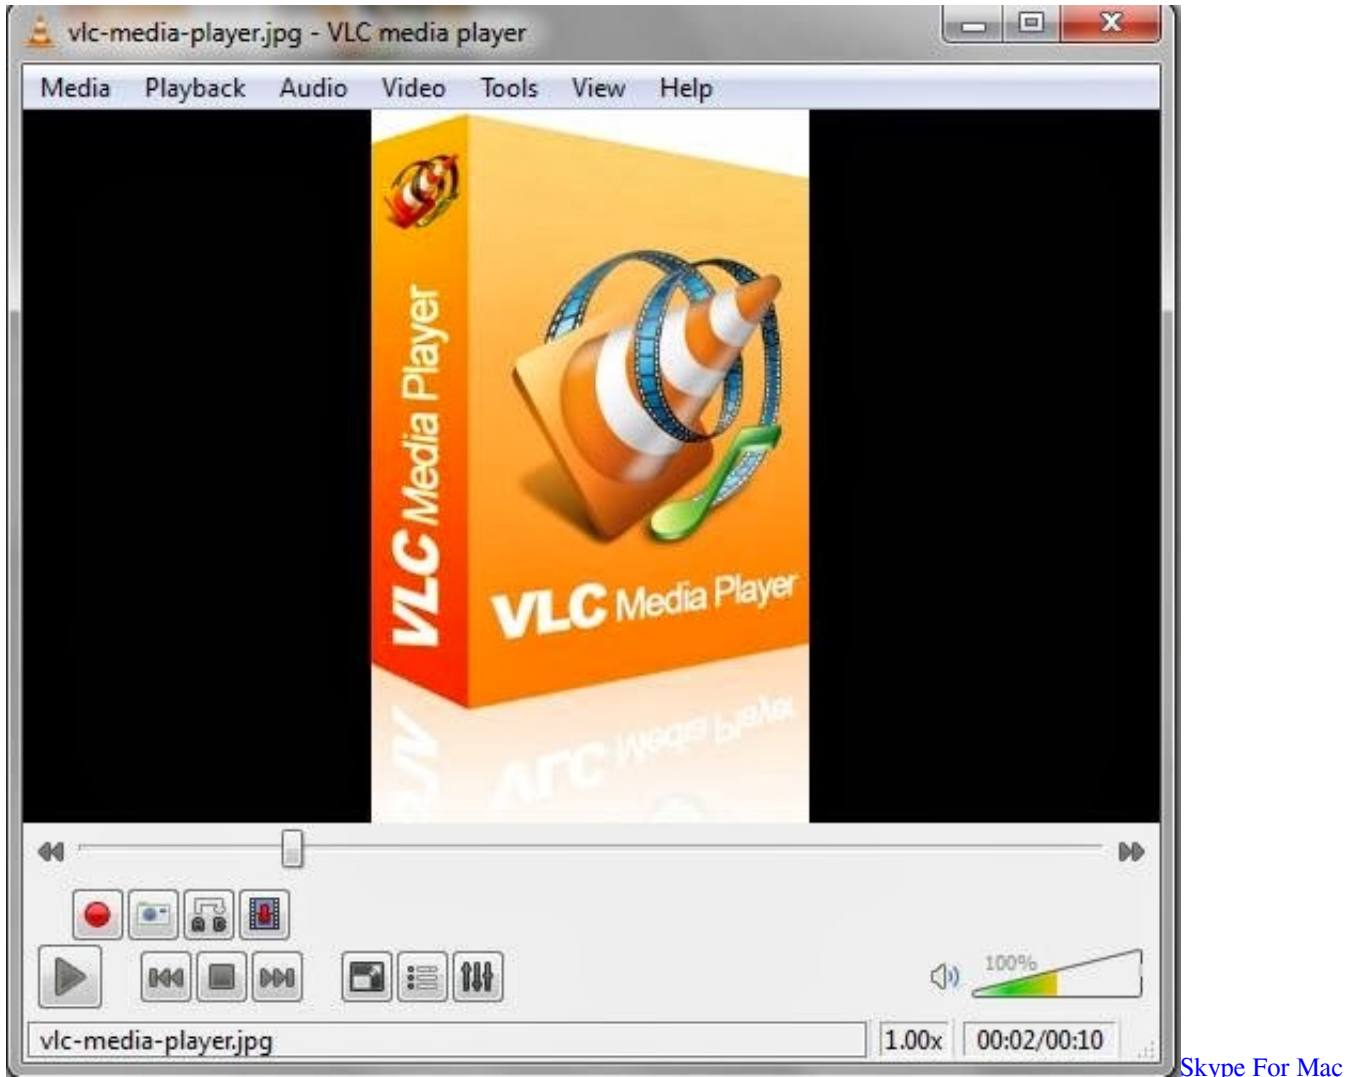 vlc-media-player.jpg - VLC media player
Media Playback Audio Video Tools View Help
VLC Media Player
VLC Media Player
A B
100%
vlc-media-player.jpg 1.00x 00:02/00:10
Skype For Mac